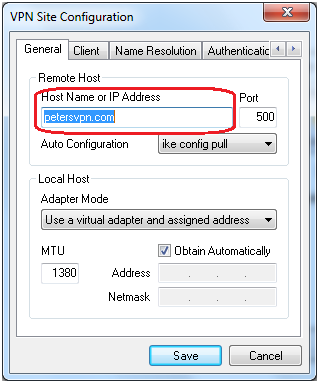 VPN Site Configuration
General Client Name Resolution Authenticatic
Remote Host
Host Name or IP Address Port
petersvpn.com 500
Auto Configuration ike config pull
Local Host
Adapter Mode
Use a virtual adapter and assigned address
MTU Obtain Automatically
1380 Address . . .
Netmask . . .
Save Cancel